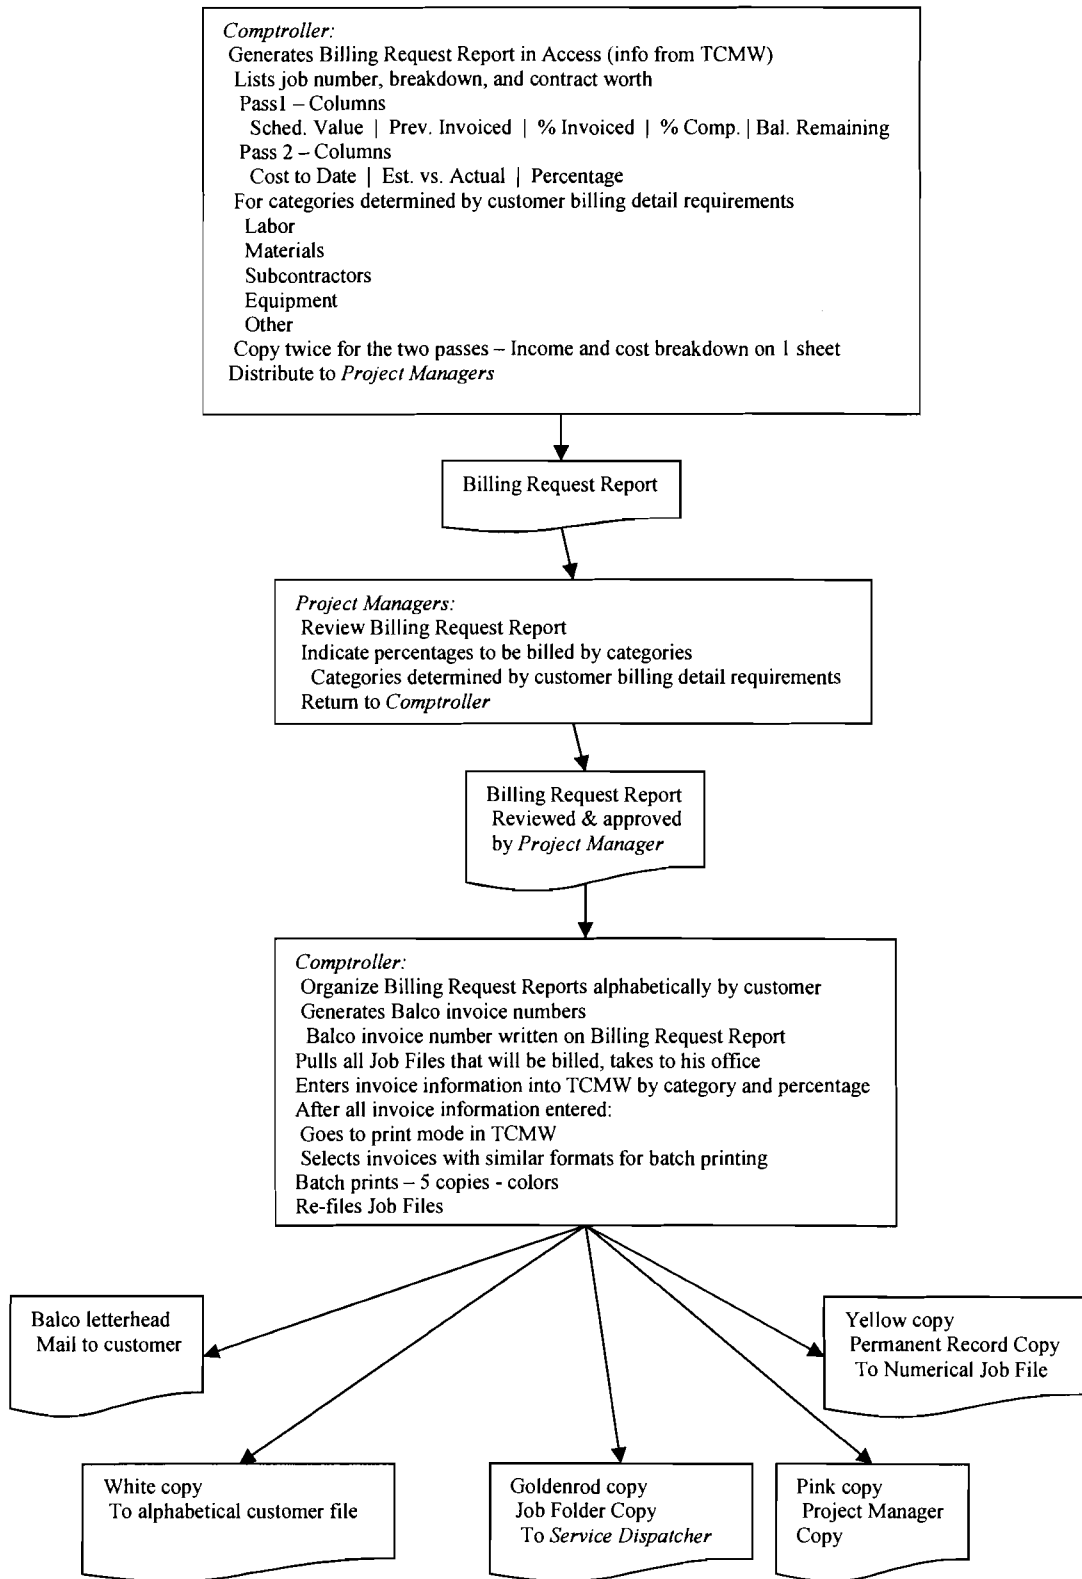 Comptroller:
Generates Billing Request Report in Access (info from TCMW)
Lists job number, breakdown, and contract worth
Pass1 – Columns
Sched. Value | Prev. Invoiced | % Invoiced | % Comp. | Bal. Remaining
Pass 2 – Columns
Cost to Date | Est. vs. Actual | Percentage
For categories determined by customer billing detail requirements
Labor
Materials
Subcontractors
Equipment
Other
Copy twice for the two passes – Income and cost breakdown on 1 sheet
Distribute to Project Managers
Billing Request Report
Project Managers:
Review Billing Request Report
Indicate percentages to be billed by categories
Categories determined by customer billing detail requirements
Return to Comptroller
Billing Request Report
Reviewed & approved
by Project Manager
Comptroller:
Organize Billing Request Reports alphabetically by customer
Generates Balco invoice numbers
Balco invoice number written on Billing Request Report
Pulls all Job Files that will be billed, takes to his office
Enters invoice information into TCMW by category and percentage
After all invoice information entered:
Goes to print mode in TCMW
Selects invoices with similar formats for batch printing
Batch prints – 5 copies - colors
Re-files Job Files
Balco letterhead
Mail to customer
Yellow copy
Permanent Record Copy
To Numerical Job File
White copy
To alphabetical customer file
Goldenrod copy
Job Folder Copy
To Service Dispatcher
Pink copy
Project Manager
Copy